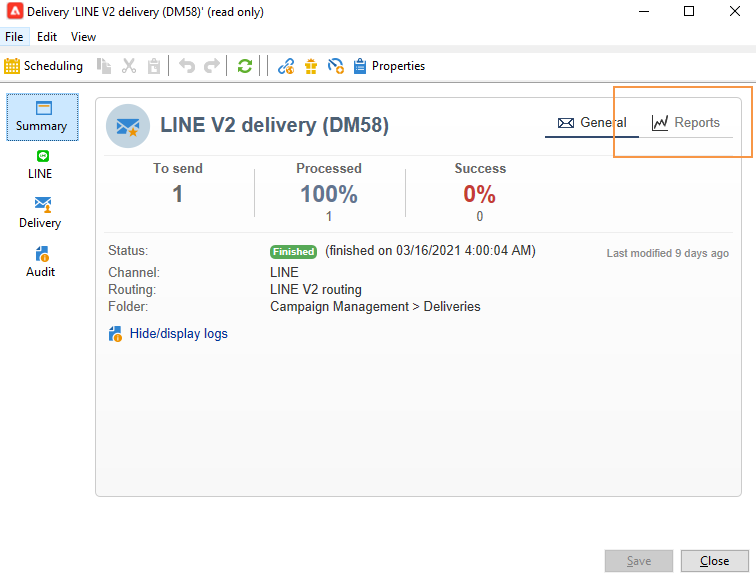 Delivery 'LINE V2 delivery (DM58)' (read only)
File Edit View
Scheduling Properties
Summary
LINE
Delivery
Audit
LINE V2 delivery (DM58)
General Reports
To send Processed Success
1 100% 0%
1 0
Status: Finished (finished on 03/16/2021 4:00:04 AM) Last modified 9 days ago
Channel: LINE
Routing: LINE V2 routing
Folder: Campaign Management > Deliveries
Hide/display logs
Save Close